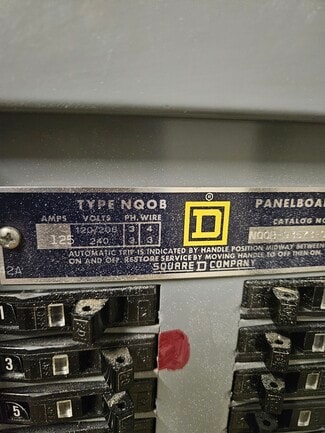 TYPE NQOB
D
PANELBOA
AMPS VOLTS PH. WIRE
CATALOG NO
120/208 3 4
125 240 3 3
AUTOMATIC TRIP IS INDICATED BY HANDLE POSITION MIDWAY BETWEEN
ON AND OFF. RESTORE SERVICE BY MOVING HANDLE TO OFF THEN ON.
2A
SQUARE D COMPANY
1
3
5